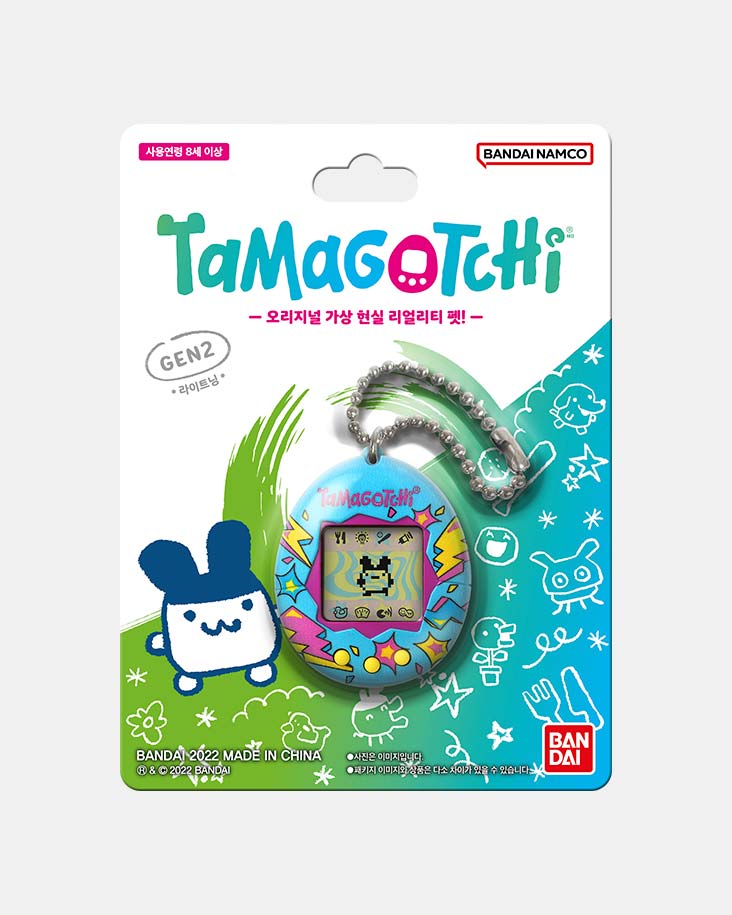 사용연령 8세 이상
BANDAI NAMCO
TaMaGOTCHi
— 오리지널 가상 현실 리얼리티 펫! —
GEN2
• 라이트닝 •
TaMaGOTCHi
BANDAI 2022 MADE IN CHINA
Ⓡ & © 2022 BANDAI
●사진은 이미지입니다.
●패키지 이미지와 상품은 다소 차이가 있을 수 있습니다.
BAN
DAI